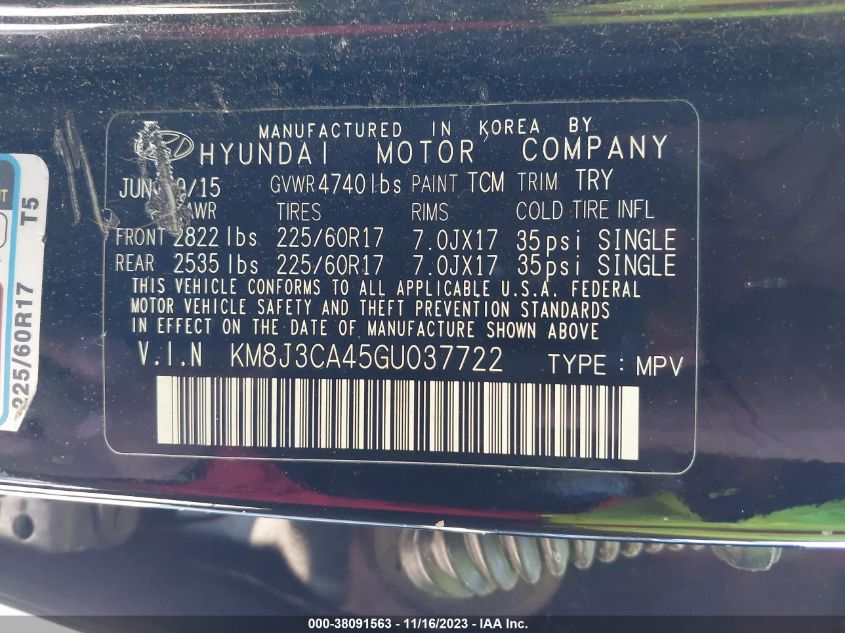 MANUFACTURED IN KOREA BY
HYUNDAI MOTOR COMPANY
JUN /15 GVWR 4740 lbs PAINT TCM TRIM TRY
TIRES RIMS COLD TIRE INFL
FRONT 2822 lbs 225/60R17 7.0JX17 35psi SINGLE
REAR 2535 lbs 225/60R17 7.0JX17 35psi SINGLE
THIS VEHICLE CONFORMS TO ALL APPLICABLE U.S.A. FEDERAL
MOTOR VEHICLE SAFETY AND THEFT PREVENTION STANDARDS
IN EFFECT ON THE DATE OF MANUFACTURE SHOWN ABOVE
V.I.N KM8J3CA45GU037722 TYPE : MPV
225/60R17 T5
000-38091563 - 11/16/2023 - IAA Inc.